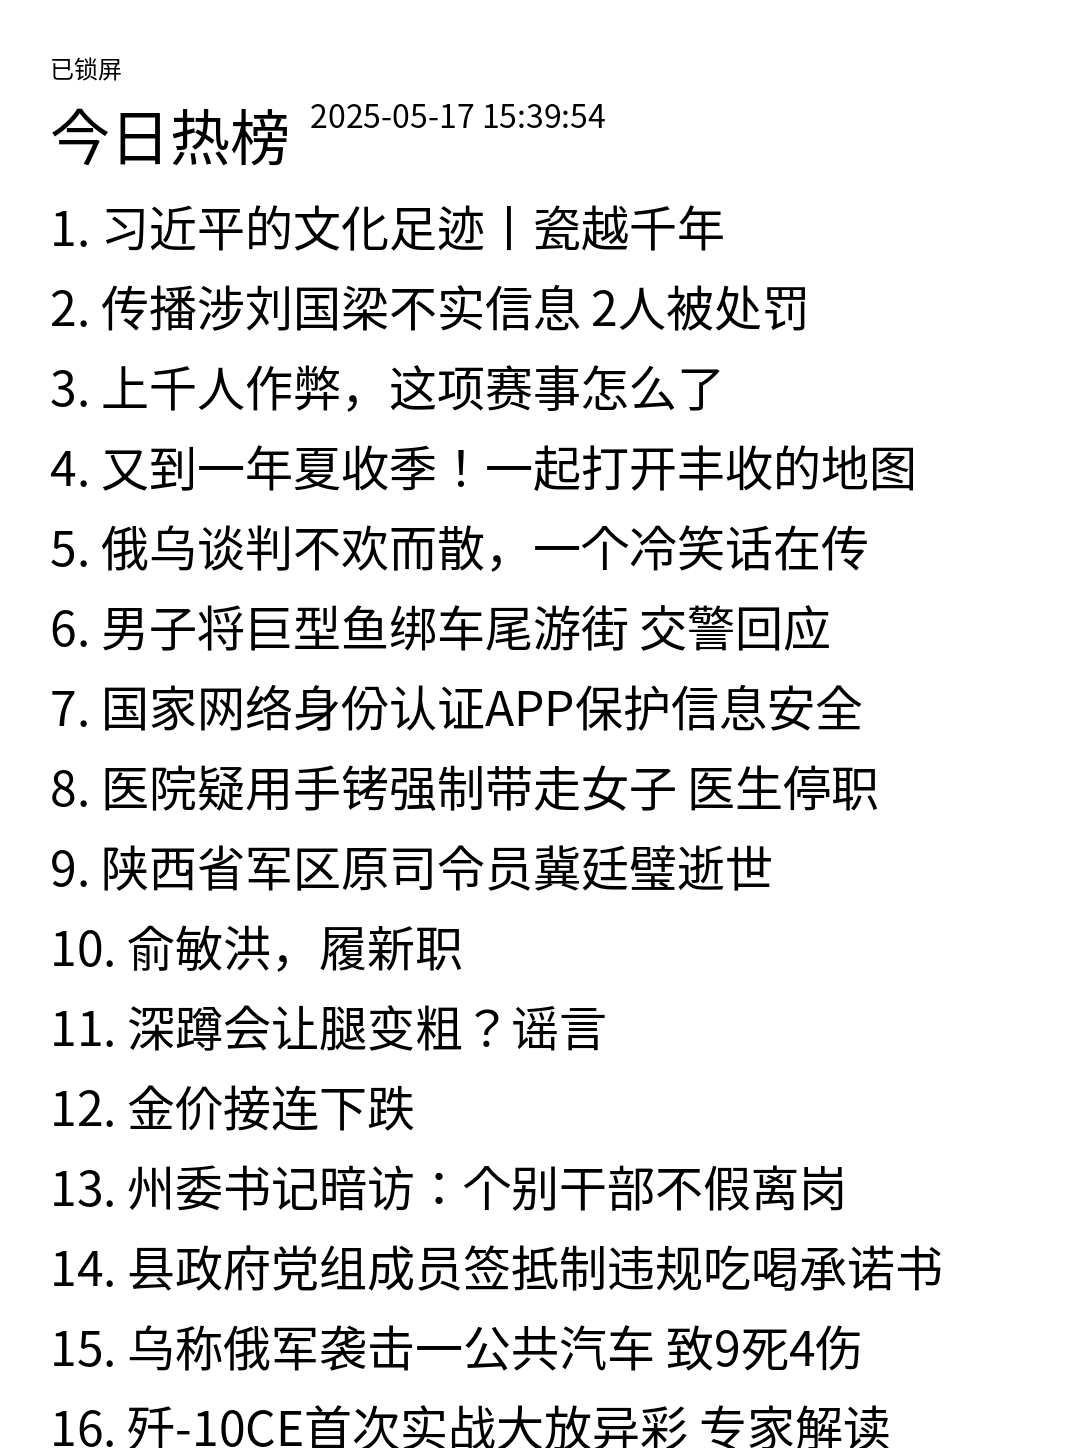 已锁屏
今日热榜 2025-05-17 15:39:54
1. 习近平的文化足迹丨瓷越千年
2. 传播涉刘国梁不实信息 2人被处罚
3. 上千人作弊，这项赛事怎么了
4. 又到一年夏收季！一起打开丰收的地图
5. 俄乌谈判不欢而散，一个冷笑话在传
6. 男子将巨型鱼绑车尾游街 交警回应
7. 国家网络身份认证APP保护信息安全
8. 医院疑用手铐强制带走女子 医生停职
9. 陕西省军区原司令员冀廷璧逝世
10. 俞敏洪，履新职
11. 深蹲会让腿变粗？谣言
12. 金价接连下跌
13. 州委书记暗访：个别干部不假离岗
14. 县政府党组成员签抵制违规吃喝承诺书
15. 乌称俄军袭击一公共汽车 致9死4伤
16. 歼-10CE首次实战大放异彩 专家解读